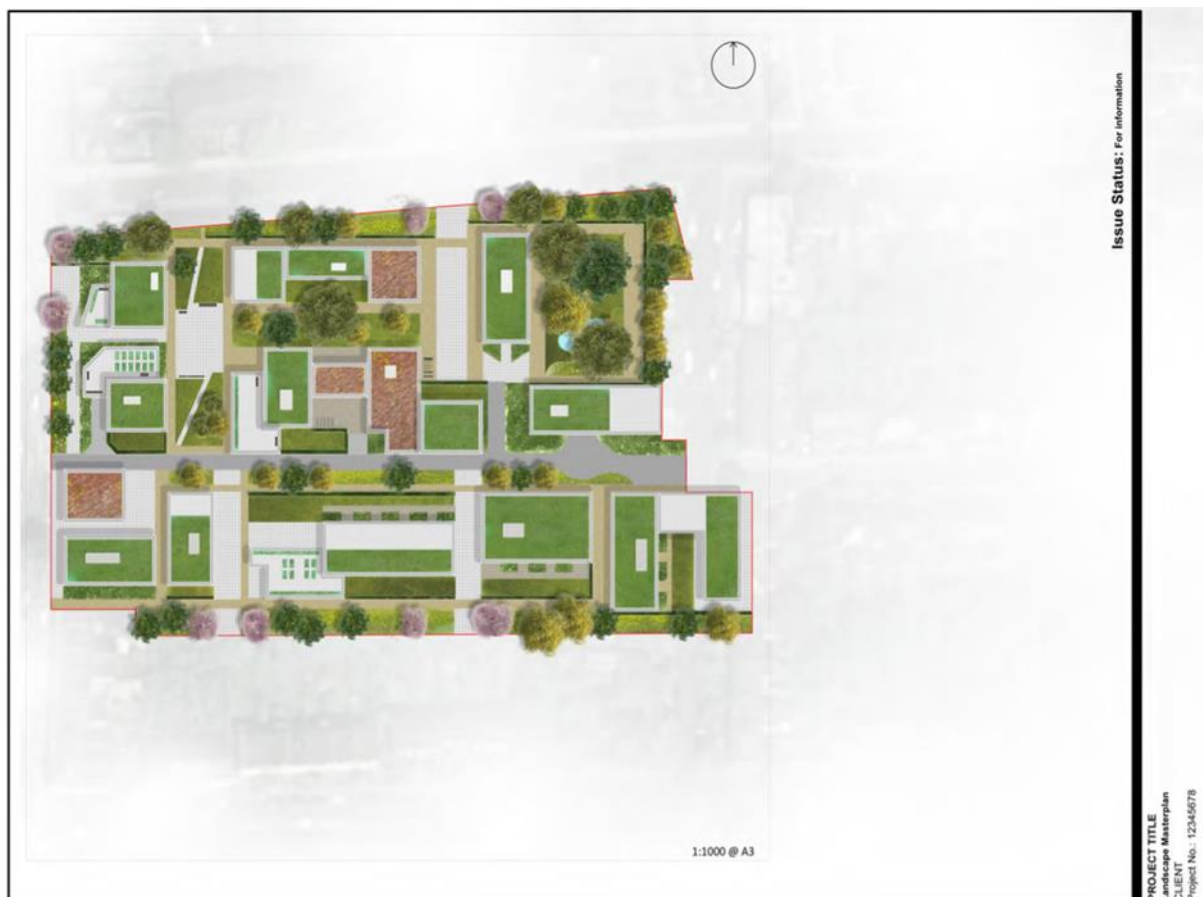 Issue Status: For information
1:1000 @ A3
PROJECT TITLE
Landscape Masterplan
CLIENT
Project No.: 12345678